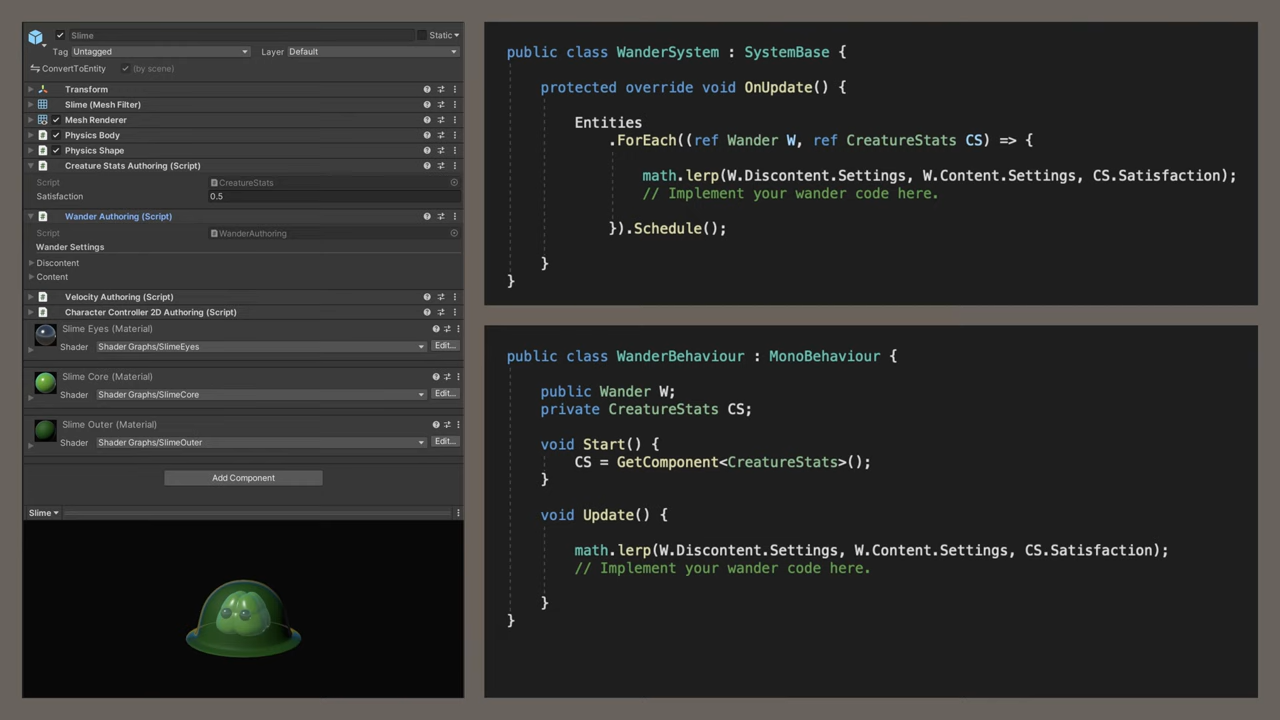 Slime
Static
Tag Untagged Layer Default
ConvertToEntity (by scene)
Transform
Slime (Mesh Filter)
Mesh Renderer
Physics Body
Physics Shape
Creature Stats Authoring (Script)
Script CreatureStats
Satisfaction 0.5
Wander Authoring (Script)
Script WanderAuthoring
Wander Settings
Discontent
Content
Velocity Authoring (Script)
Character Controller 2D Authoring (Script)
Slime Eyes (Material)
Shader Shader Graphs/SlimeEyes Edit...
Slime Core (Material)
Shader Shader Graphs/SlimeCore Edit...
Slime Outer (Material)
Shader Shader Graphs/SlimeOuter Edit...
Add Component
Slime
public class WanderSystem : SystemBase {
protected override void OnUpdate() {
Entities
.ForEach((ref Wander W, ref CreatureStats CS) => {
math.lerp(W.Discontent.Settings, W.Content.Settings, CS.Satisfaction);
// Implement your wander code here.
}).Schedule();
}
}
public class WanderBehaviour : MonoBehaviour {
public Wander W;
private CreatureStats CS;
void Start() {
CS = GetComponent<CreatureStats>();
}
void Update() {
math.lerp(W.Discontent.Settings, W.Content.Settings, CS.Satisfaction);
// Implement your wander code here.
}
}